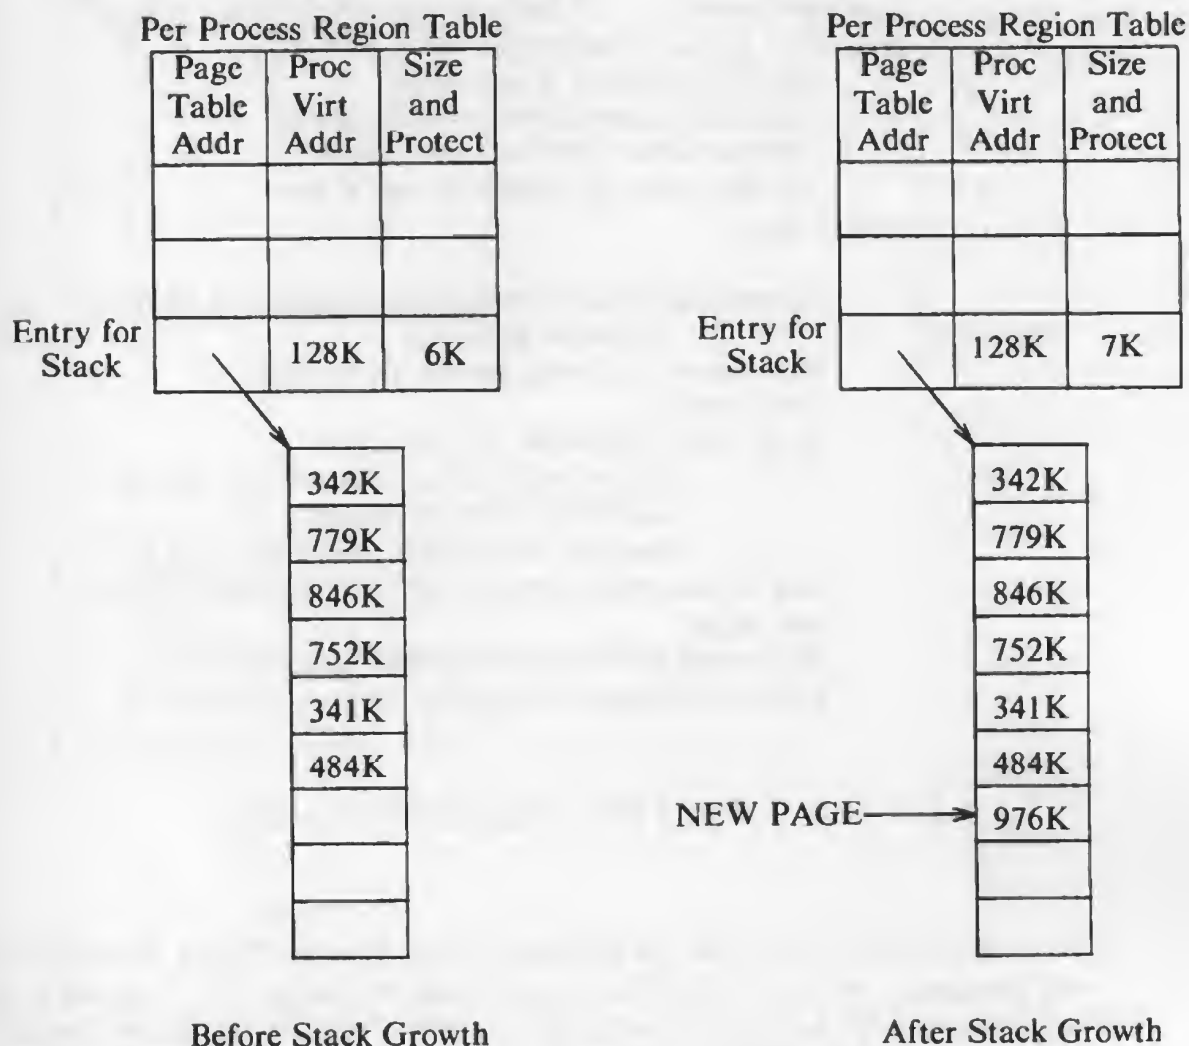 Per Process Region Table
Page Table Addr
Proc Virt Addr
Size and Protect
Entry for Stack
128K
6K
342K
779K
846K
752K
341K
484K
Before Stack Growth
Per Process Region Table
Page Table Addr
Proc Virt Addr
Size and Protect
Entry for Stack
128K
7K
342K
779K
846K
752K
341K
484K
NEW PAGE
976K
After Stack Growth